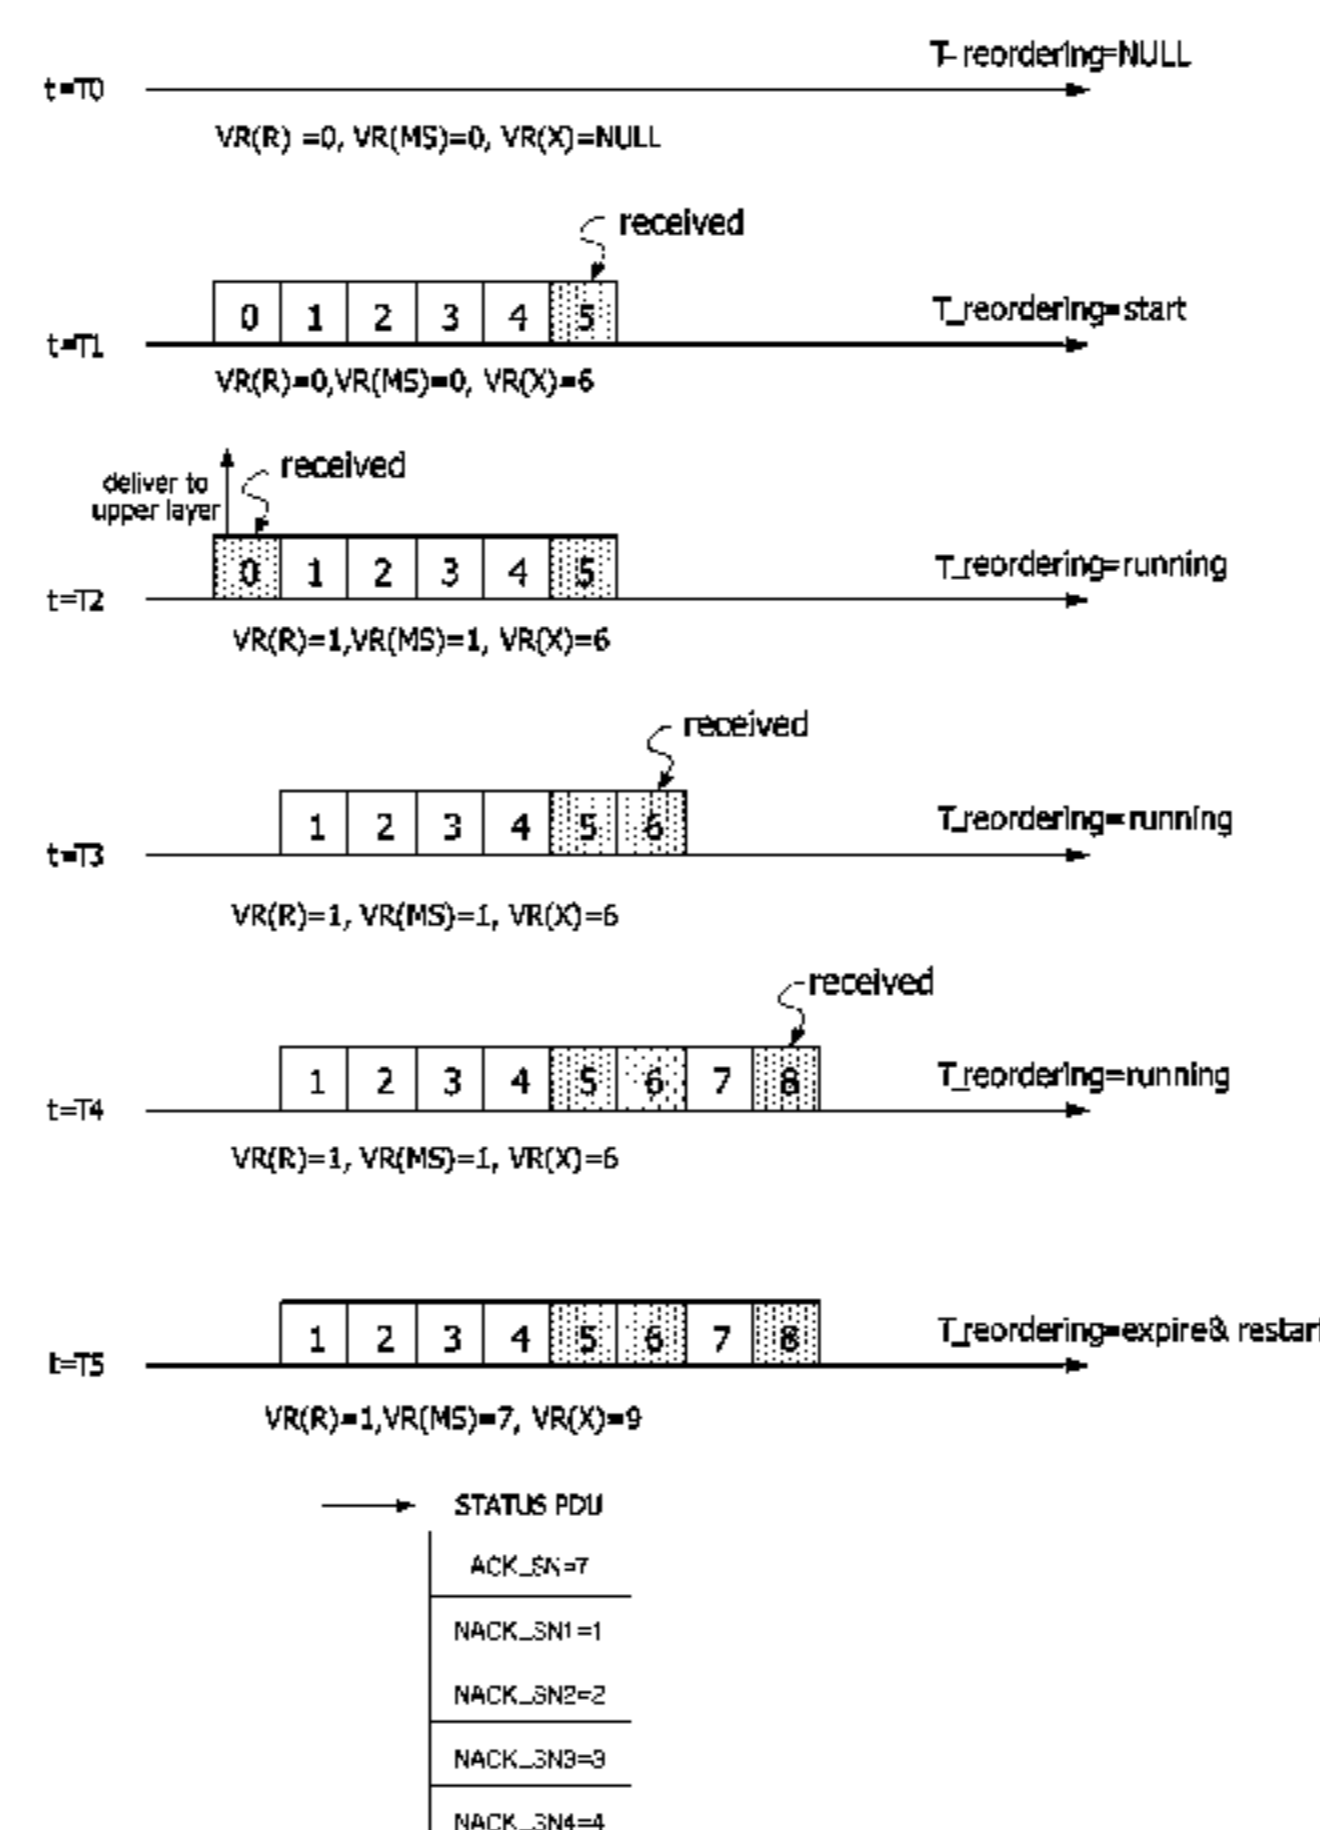 T-reordering=NULL
t=T0
VR(R) =0, VR(MS)=0, VR(X)=NULL
received
0 1 2 3 4 5
T_reordering=start
t=T1
VR(R)=0,VR(MS)=0, VR(X)=6
received
deliver to
upper layer
0 1 2 3 4 5
T_reordering=running
t=T2
VR(R)=1,VR(MS)=1, VR(X)=6
received
1 2 3 4 5 6
T_reordering=running
t=T3
VR(R)=1, VR(MS)=1, VR(X)=6
received
1 2 3 4 5 6 7 8
T_reordering=running
t=T4
VR(R)=1, VR(MS)=1, VR(X)=6
1 2 3 4 5 6 7 8
T_reordering=expire& restart
t=T5
VR(R)=1,VR(MS)=7, VR(X)=9
STATUS PDU
ACK_SN=7
NACK_SN1=1
NACK_SN2=2
NACK_SN3=3
NACK_SN4=4